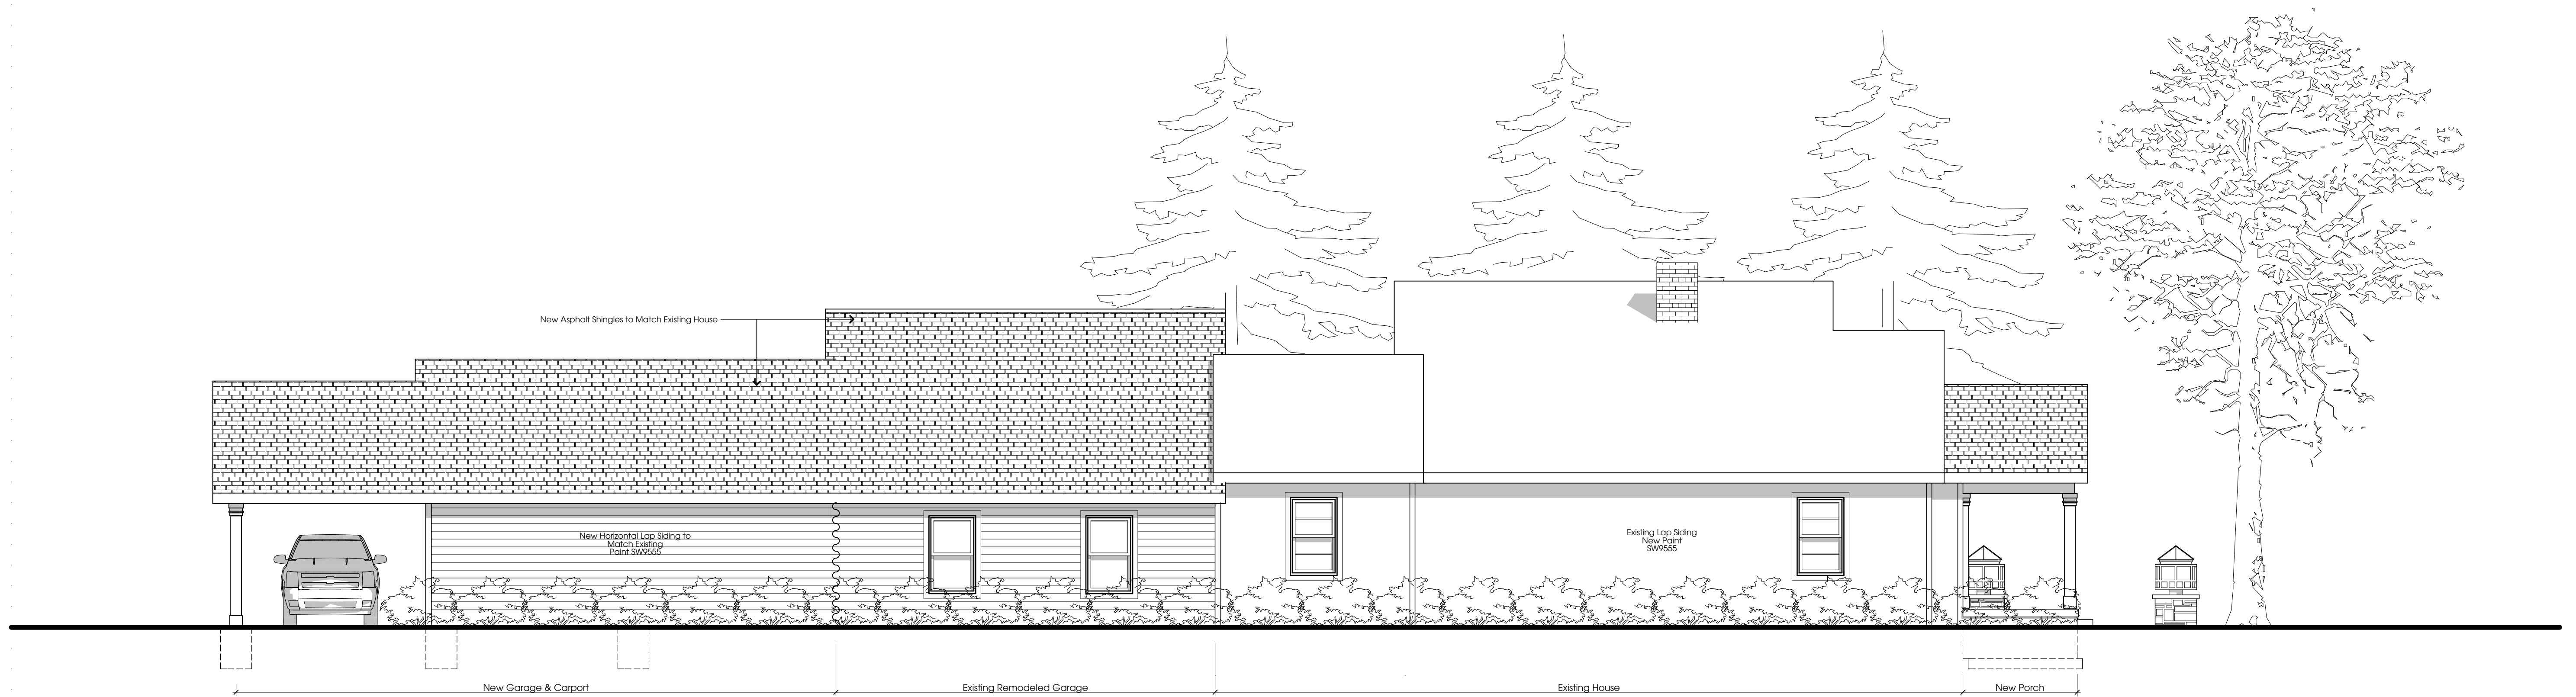 New Asphalt Shingles to Match Existing House
New Horizontal Lap Siding to
Match Existing
Paint SW9555
Existing Lap Siding
New Paint
SW9555
New Garage & Carport
Existing Remodeled Garage
Existing House
New Porch